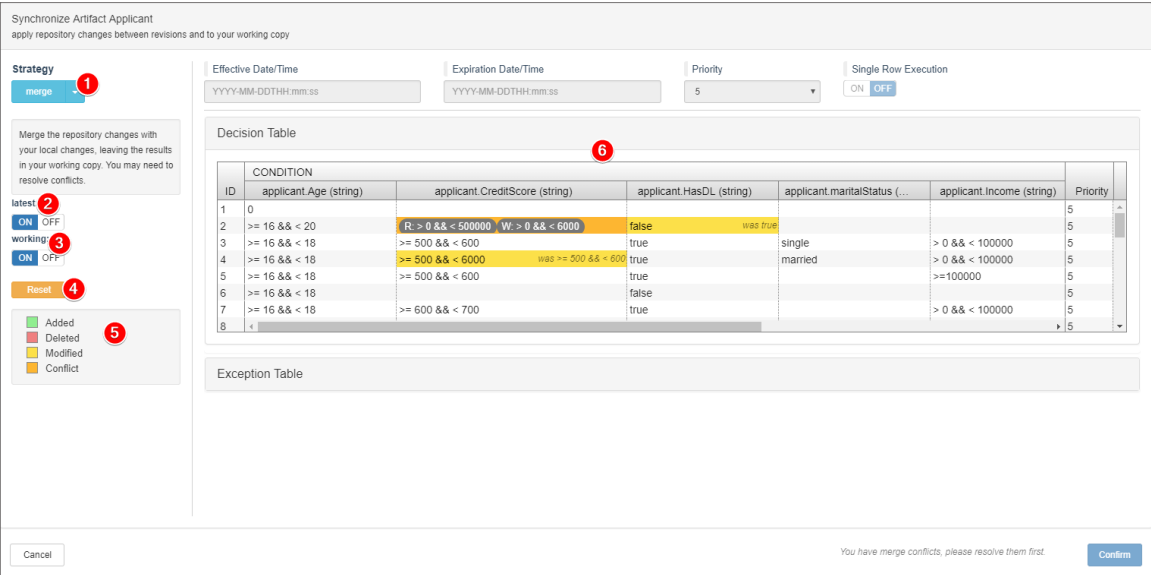 Synchronize Artifact Applicant
apply repository changes between revisions and to your working copy
Strategy
merge
1
Merge the repository changes with
your local changes, leaving the results
in your working copy. You may need to
resolve conflicts.
latest:
2
ON OFF
working:
3
ON OFF
Reset
4
5
Added
Deleted
Modified
Conflict
Effective Date/Time Expiration Date/Time Priority Single Row Execution
YYYY-MM-DDTHH:mm:ss YYYY-MM-DDTHH:mm:ss 5 ON OFF
Decision Table
6
CONDITION
ID applicant.Age (string) applicant.CreditScore (string) applicant.HasDL (string) applicant.maritalStatus (... applicant.Income (string) Priority
1 0 5
2 >= 16 && < 20 R: > 0 && < 500000 W: > 0 && < 6000 false was true 5
3 >= 16 && < 18 >= 500 && < 600 true single > 0 && < 100000 5
4 >= 16 && < 18 >= 500 && < 6000 was >= 500 && < 600 true married > 0 && < 100000 5
5 >= 16 && < 18 >= 500 && < 600 true >=100000 5
6 >= 16 && < 18 false 5
7 >= 16 && < 18 >= 600 && < 700 true > 0 && < 100000 5
8 5
Exception Table
Cancel
You have merge conflicts, please resolve them first.
Confirm